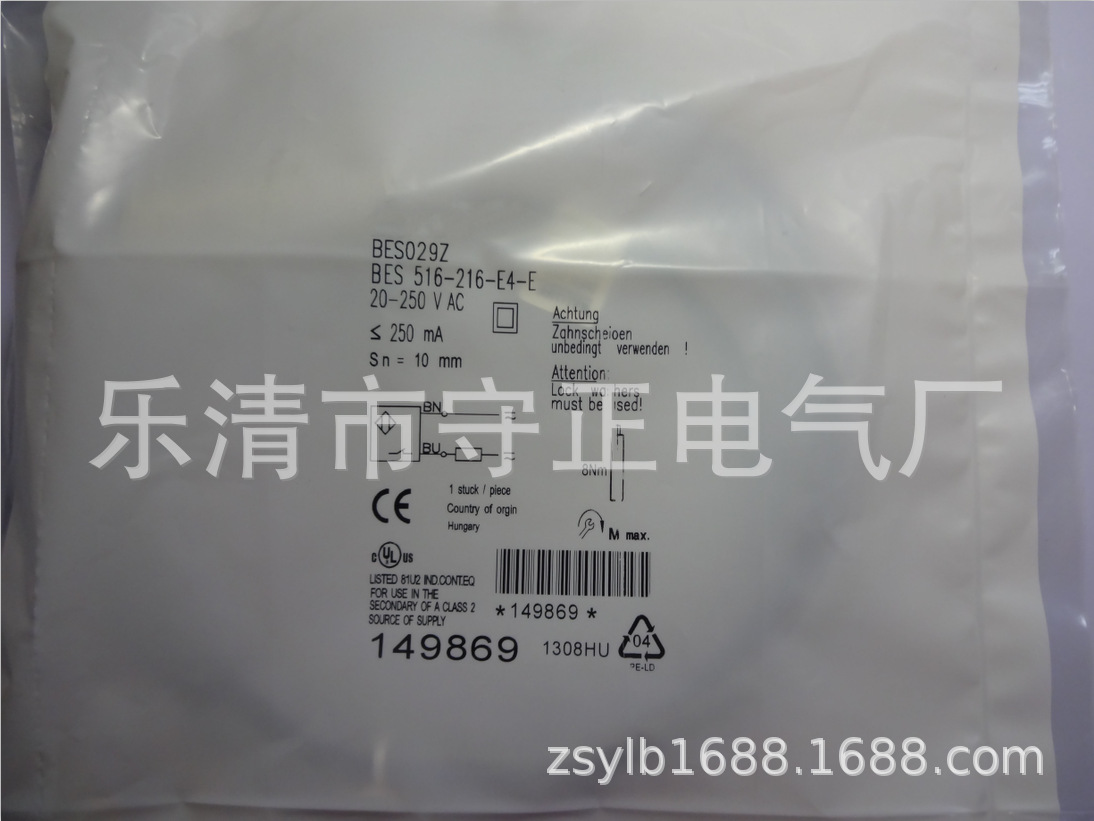 BES029Z
BES 516-216-E4-E
20-250 V AC
≤ 250 mA
Sn = 10 mm
Achtung
Zahnscheioen
unbedingt verwenden !
Attention:
Lock washers
must be used!
BN
BU
8Nm
M max.
1 stuck / piece
Country of orgin
Hungary
CE
c UL us
LISTED 81U2 IND.CONT.EQ
FOR USE IN THE
SECONDARY OF A CLASS 2
SOURCE OF SUPPLY
*149869*
149869
1308HU
04
PE-LD
乐清市守正电气厂
zsylb1688.1688.com